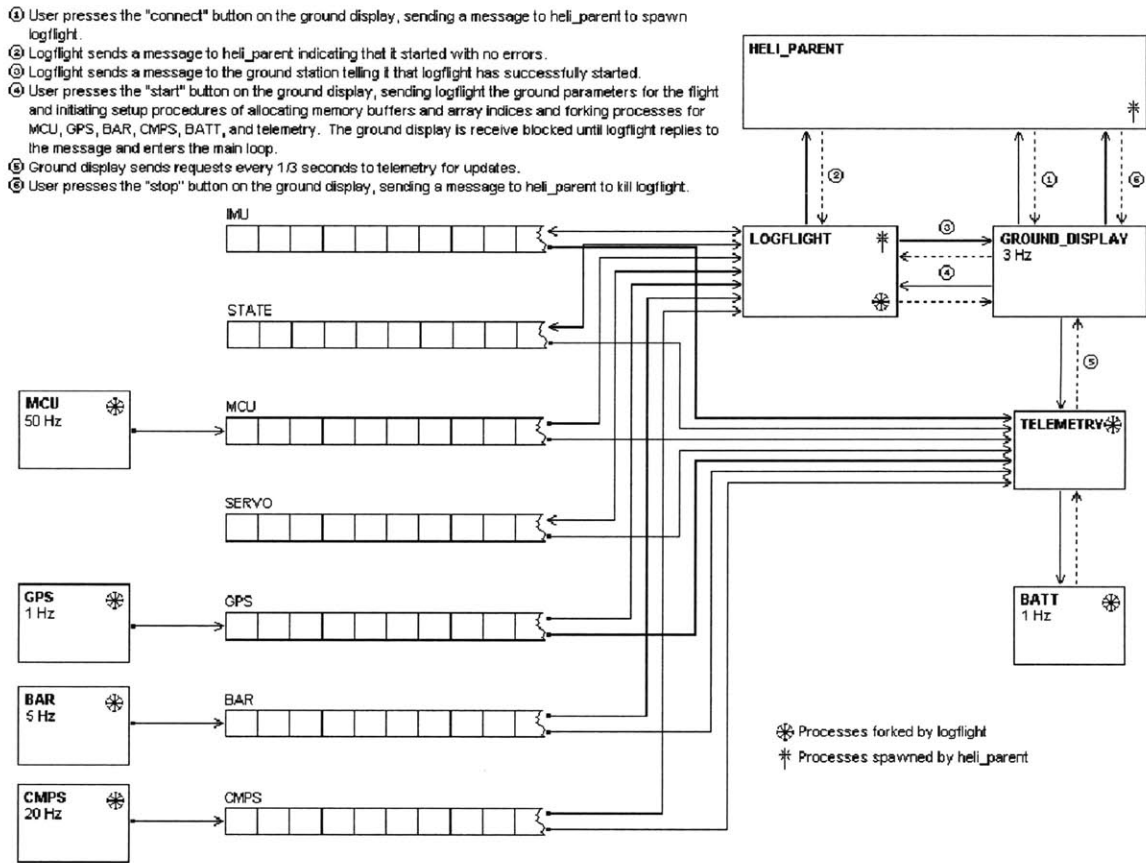 ① User presses the "connect" button on the ground display, sending a message to heli_parent to spawn
logflight.
② Logflight sends a message to heli_parent indicating that it started with no errors.
③ Logflight sends a message to the ground station telling it that logflight has successfully started.
④ User presses the "start" button on the ground display, sending logflight the ground parameters for the flight
and initiating setup procedures of allocating memory buffers and array indices and forking processes for
MCU, GPS, BAR, CMPS, BATT, and telemetry. The ground display is receive blocked until logflight replies to
the message and enters the main loop.
⑤ Ground display sends requests every 1/3 seconds to telemetry for updates.
⑥ User presses the "stop" button on the ground display, sending a message to heli_parent to kill logflight.
HELI_PARENT
②
①
⑥
IMU
LOGFLIGHT
③
GROUND_DISPLAY
3 Hz
④
STATE
⑤
MCU
50 Hz
MCU
TELEMETRY
SERVO
GPS
1 Hz
GPS
BATT
1 Hz
BAR
5 Hz
BAR
Processes forked by logflight
Processes spawned by heli_parent
CMPS
20 Hz
CMPS